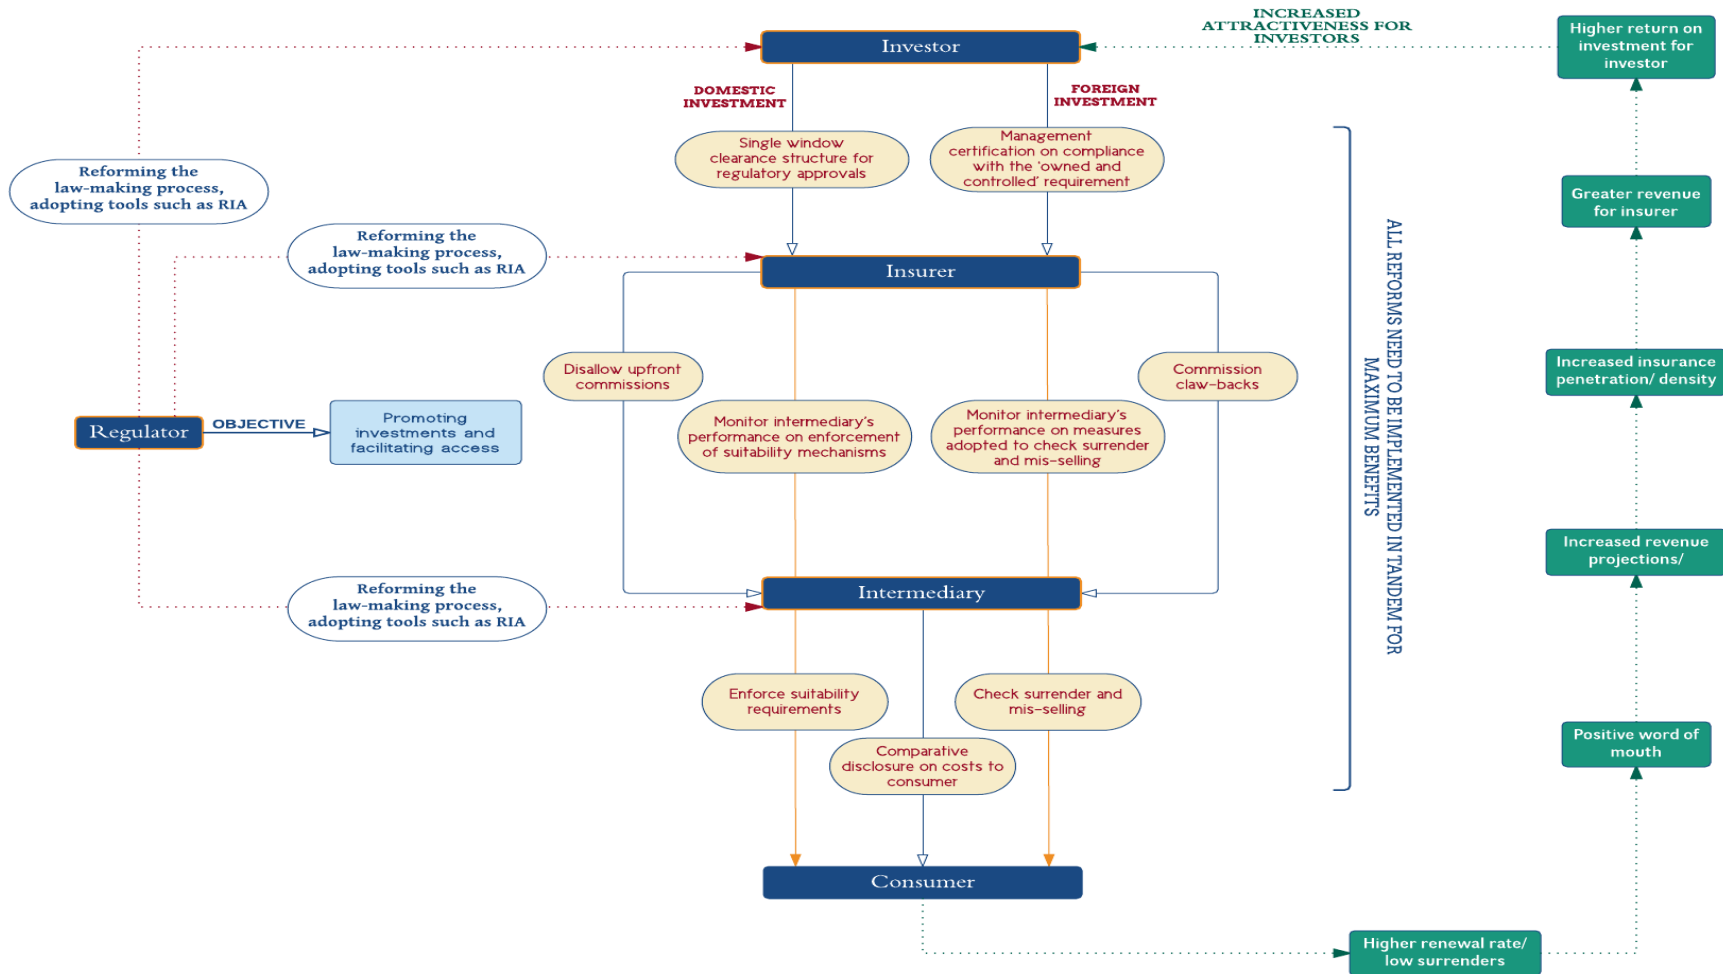 INCREASED
ATTRACTIVENESS FOR
INVESTORS
Higher return on
investment for
investor
Investor
DOMESTIC
INVESTMENT
FOREIGN
INVESTMENT
Single window
clearance structure for
regulatory approvals
Management
certification on compliance
with the 'owned and
controlled' requirement
Reforming the
law-making process,
adopting tools such as RIA
Greater revenue
for insurer
Reforming the
law-making process,
adopting tools such as RIA
Insurer
Disallow upfront
commissions
Commission
claw-backs
Increased insurance
penetration/ density
Monitor intermediary's
performance on enforcement
of suitability mechanisms
Monitor intermediary's
performance on measures
adopted to check surrender
and mis-selling
ALL REFORMS NEED TO BE IMPLEMENTED IN TANDEM FOR
MAXIMUM BENEFITS
Regulator
OBJECTIVE
Promoting
investments and
facilitating access
Increased revenue
projections/
Reforming the
law-making process,
adopting tools such as RIA
Intermediary
Enforce suitability
requirements
Check surrender and
mis-selling
Comparative
disclosure on costs to
consumer
Positive word of
mouth
Consumer
Higher renewal rate/
low surrenders